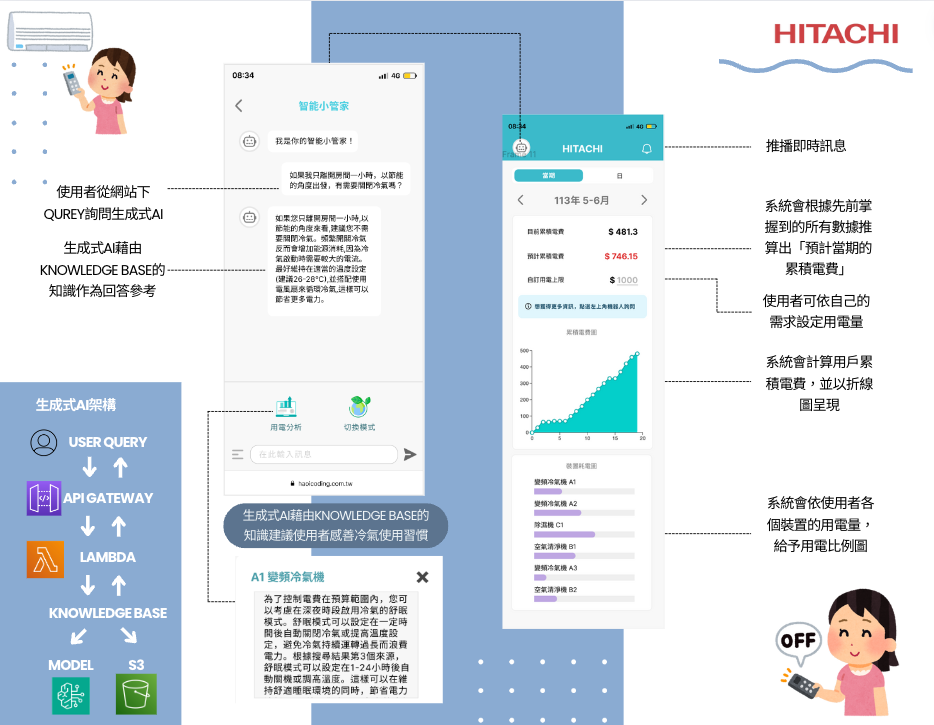 HITACHI
08:34
4G
智能小管家
我是你的智能小管家！
如果我只離開房間一小時，以節能
的角度出發，有需要關閉冷氣嗎？
如果您只離開房間一小時,以
節能的角度來看,建議您不需
要關閉冷氣。頻繁開關冷氣
反而會增加能源消耗,因為冷
氣啟動時需要較大的電流。
最好維持在適當的溫度設定
(建議26-28°C),並搭配使用
電風扇來循環冷氣,這樣可以
節省更多電力。
用電分析
切換模式
在此輸入訊息
haoicoding.com.tw
使用者從網站下
QUREY詢問生成式AI
生成式AI藉由
KNOWLEDGE BASE的
知識作為回答參考
生成式AI架構
USER QUERY
API GATEWAY
LAMBDA
KNOWLEDGE BASE
MODEL
S3
生成式AI藉由KNOWLEDGE BASE的
知識建議使用者感善冷氣使用習慣
A1 變頻冷氣機
為了控制電費在預算範圍內，您可
以考慮在深夜時段啟用冷氣的舒眠
模式。舒眠模式可以設定在一定時
間後自動關閉冷氣或提高溫度設
定，避免冷氣持續運轉過長而浪費
電力。根據搜尋結果第3個來源，
舒眠模式可以設定在1-24小時後自
動關機或調高溫度。這樣可以在維
持舒適睡眠環境的同時，節省電力
08:34
4G
HITACHI
當期
日
113年 5-6月
目前累積電費 $ 481.3
預計累積電費 $ 746.15
自訂用電上限 $ 1000
想獲得更多資訊，點選左上角機器人詢問
累積電費圖
500
400
300
200
100
0
0 5 10 15 20
裝置耗電圖
變頻冷氣機 A1
變頻冷氣機 A2
除濕機 C1
空氣清淨機 B1
變頻冷氣機 A3
空氣清淨機 B2
推播即時訊息
系統會根據先前掌
握到的所有數據推
算出「預計當期的
累積電費」
使用者可依自己的
需求設定用電量
系統會計算用戶累
積電費，並以折線
圖呈現
系統會依使用者各
個裝置的用電量，
給予用電比例圖
OFF